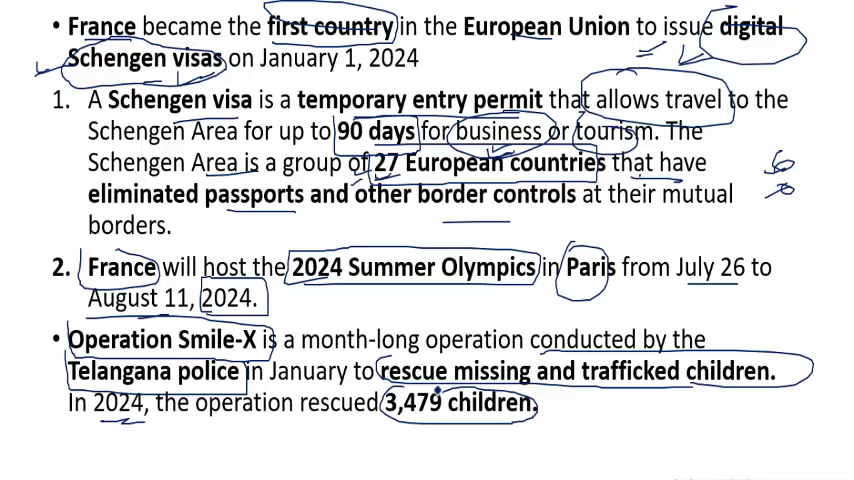 • France became the first country in the European Union to issue digital
Schengen visas on January 1, 2024
1. A Schengen visa is a temporary entry permit that allows travel to the
Schengen Area for up to 90 days for business or tourism. The
Schengen Area is a group of 27 European countries that have
eliminated passports and other border controls at their mutual
borders.
2. France will host the 2024 Summer Olympics in Paris from July 26 to
August 11, 2024.
• Operation Smile-X is a month-long operation conducted by the
Telangana police in January to rescue missing and trafficked children.
In 2024, the operation rescued 3,479 children.